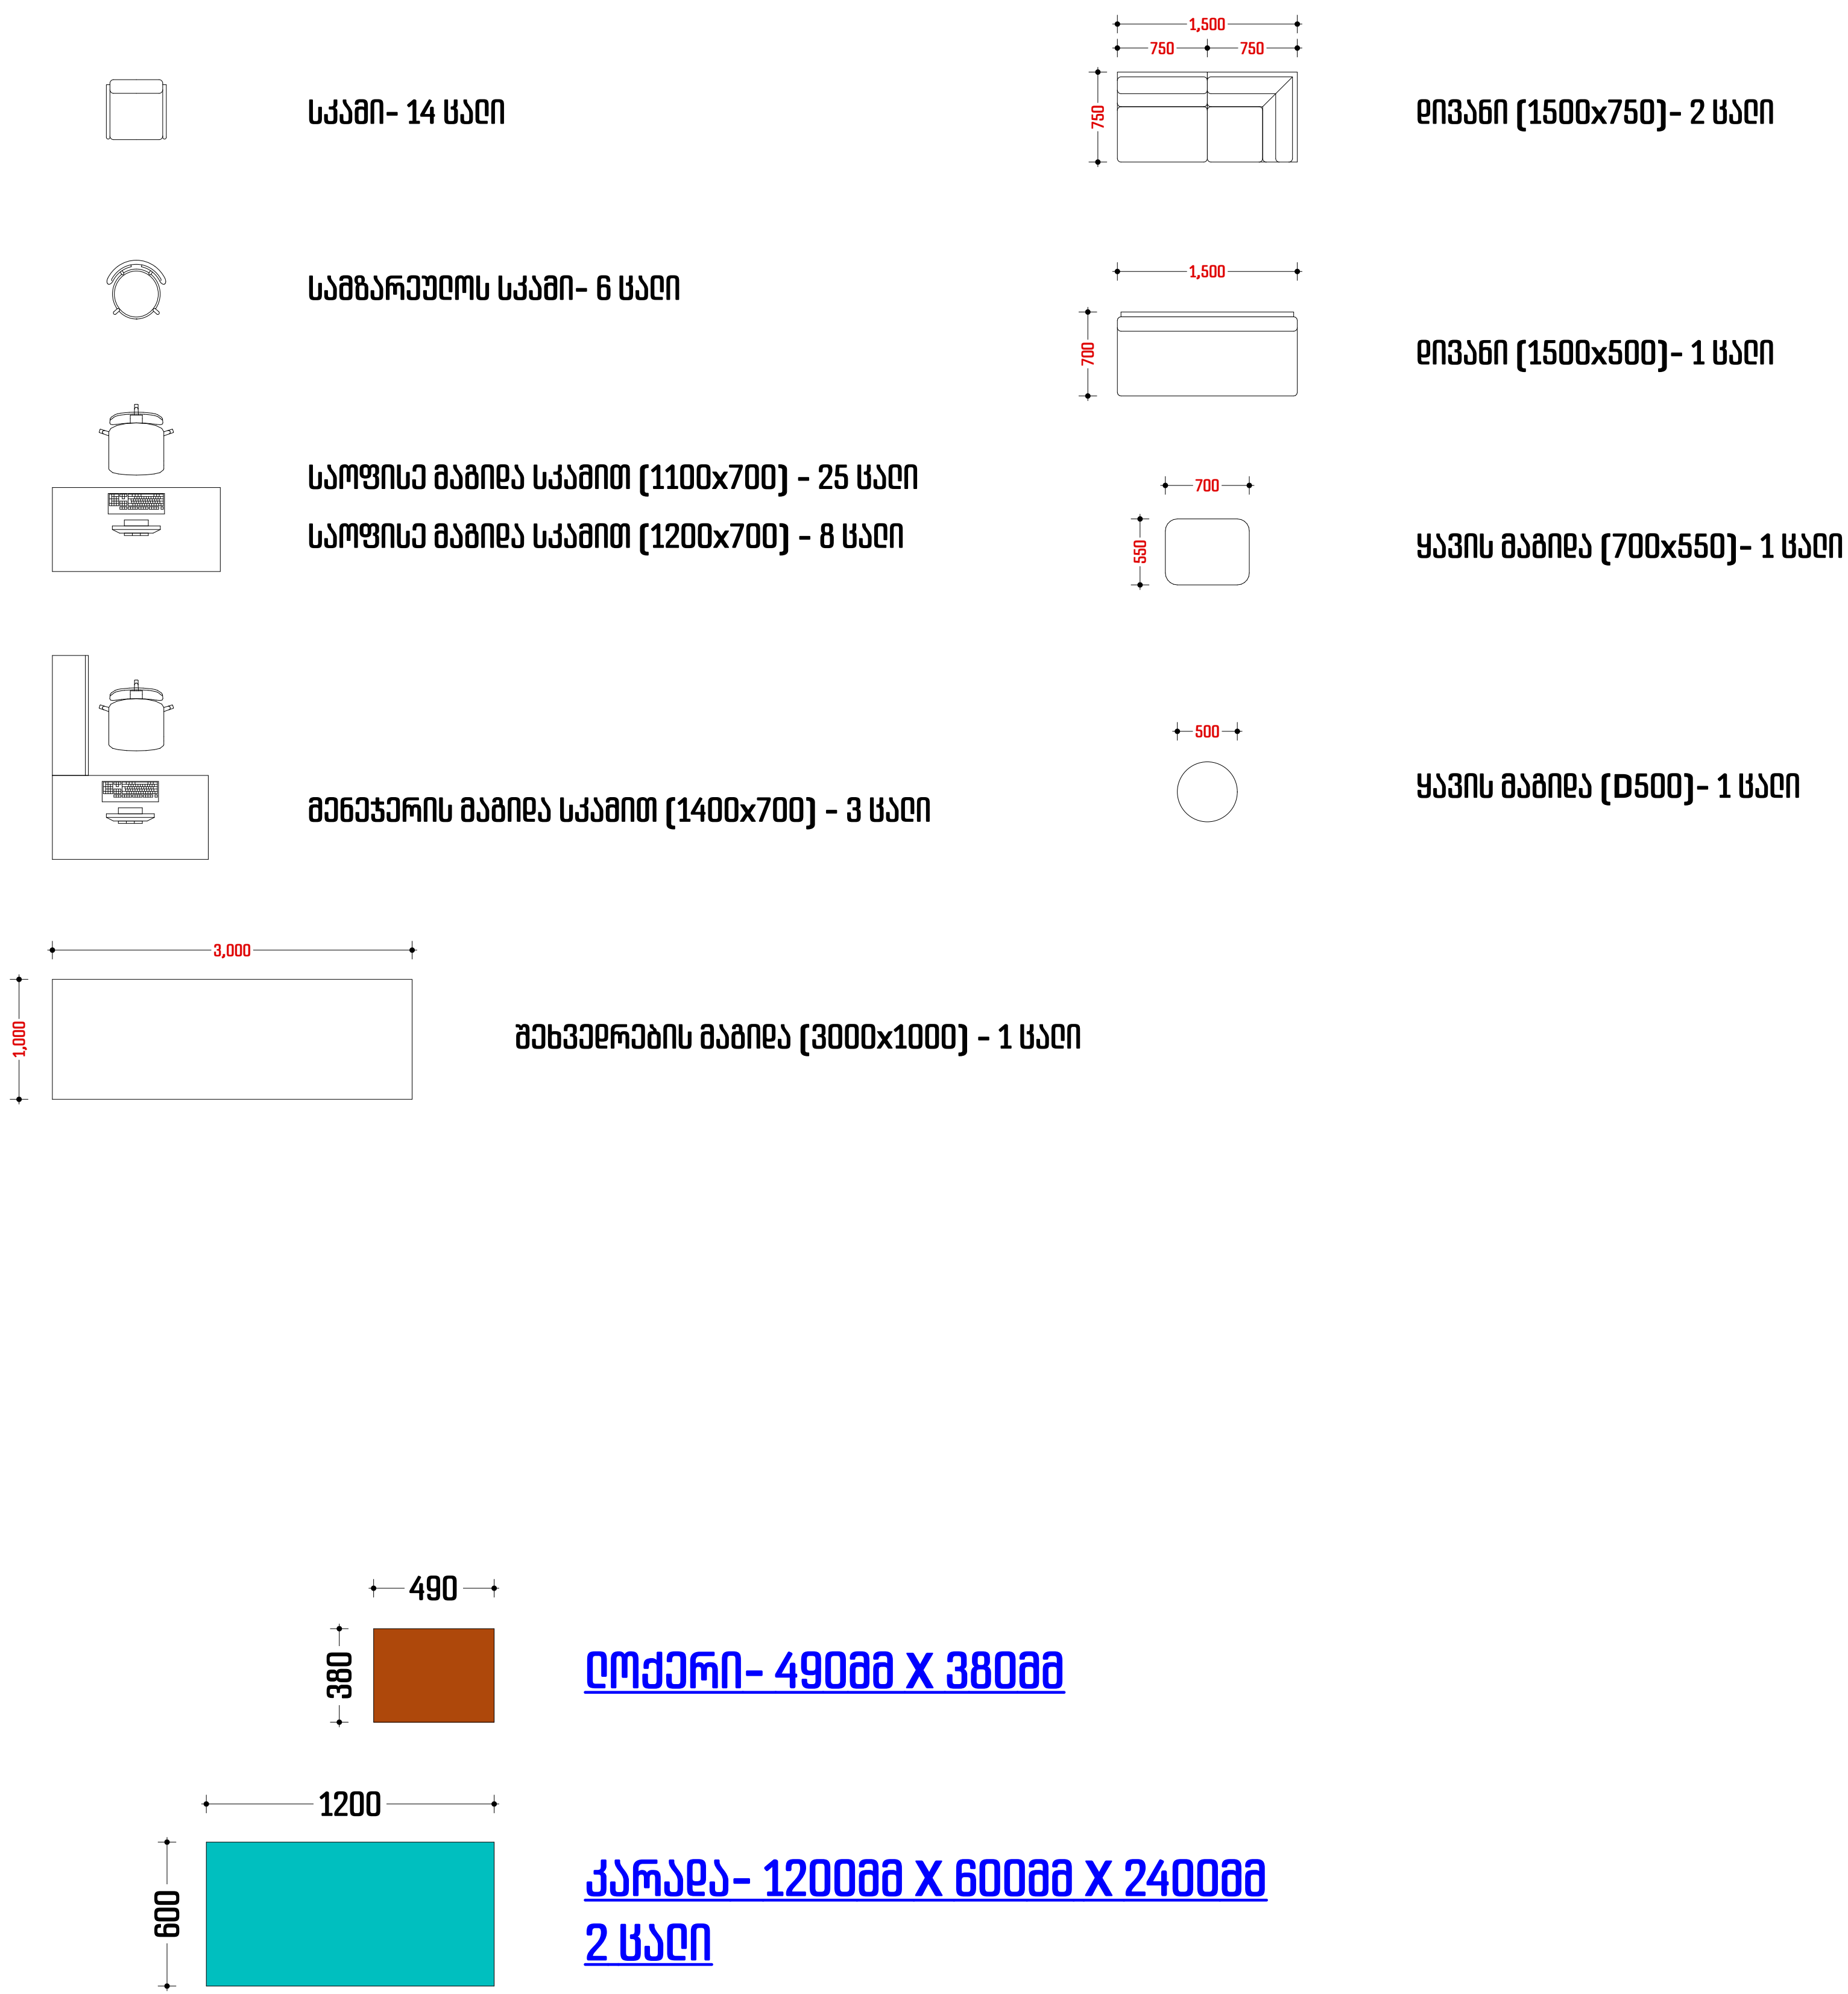 სკამი- 14 ცალი
სამზარეულოს სკამი- 6 ცალი
საოფისე მაგიდა სკამით (1100x700) - 25 ცალი
საოფისე მაგიდა სკამით (1200x700) - 8 ცალი
მენეჯერის მაგიდა სკამით (1400x700) - 3 ცალი
3,000
1,000
შეხვედრების მაგიდა (3000x1000) - 1 ცალი
1,500
750 750
750
დივანი (1500x750)- 2 ცალი
1,500
700
დივანი (1500x500)- 1 ცალი
700
550
ყავის მაგიდა (700x550)- 1 ცალი
500
ყავის მაგიდა (D500)- 1 ცალი
490
380
ლოქერი- 490მმ X 380მმ
1200
600
კარადა- 1200მმ X 600მმ X 2400მმ
2 ცალი